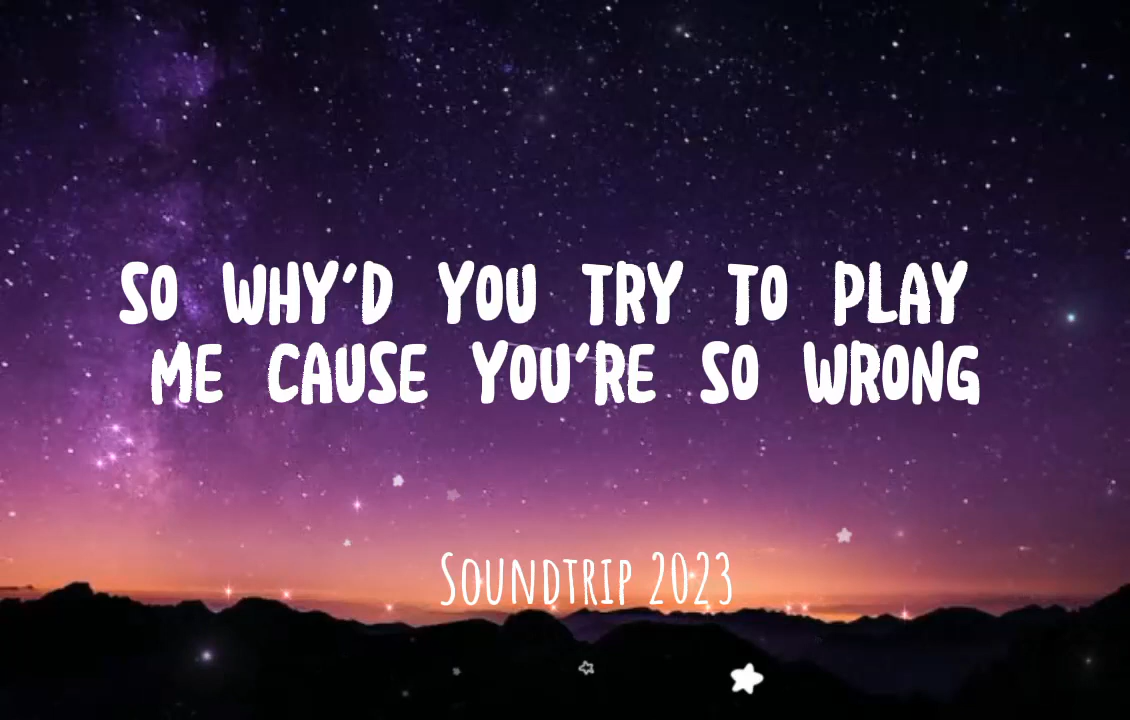 SO WHY'D YOU TRY TO PLAY
ME CAUSE YOU'RE SO WRONG
SOUNDTRIP 2023